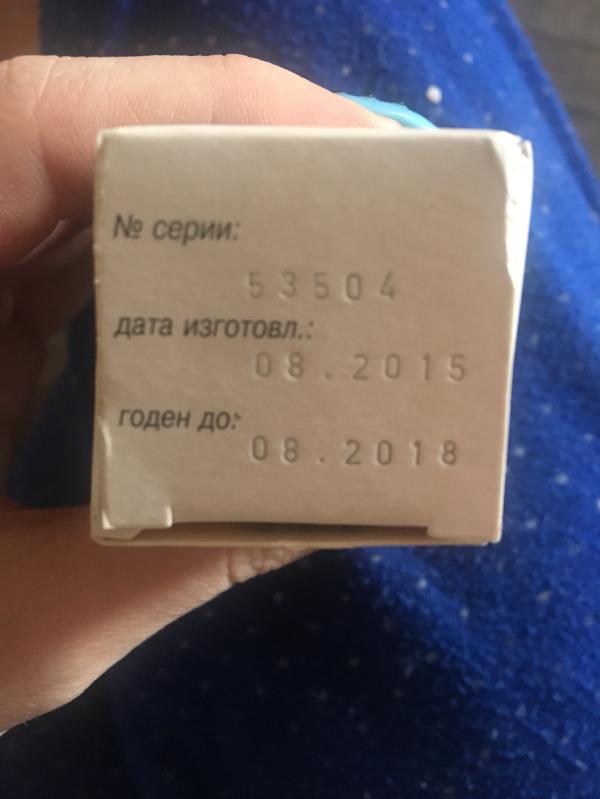 № серии:
53504
дата изготовл.:
08.2015
годен до:
08.2018